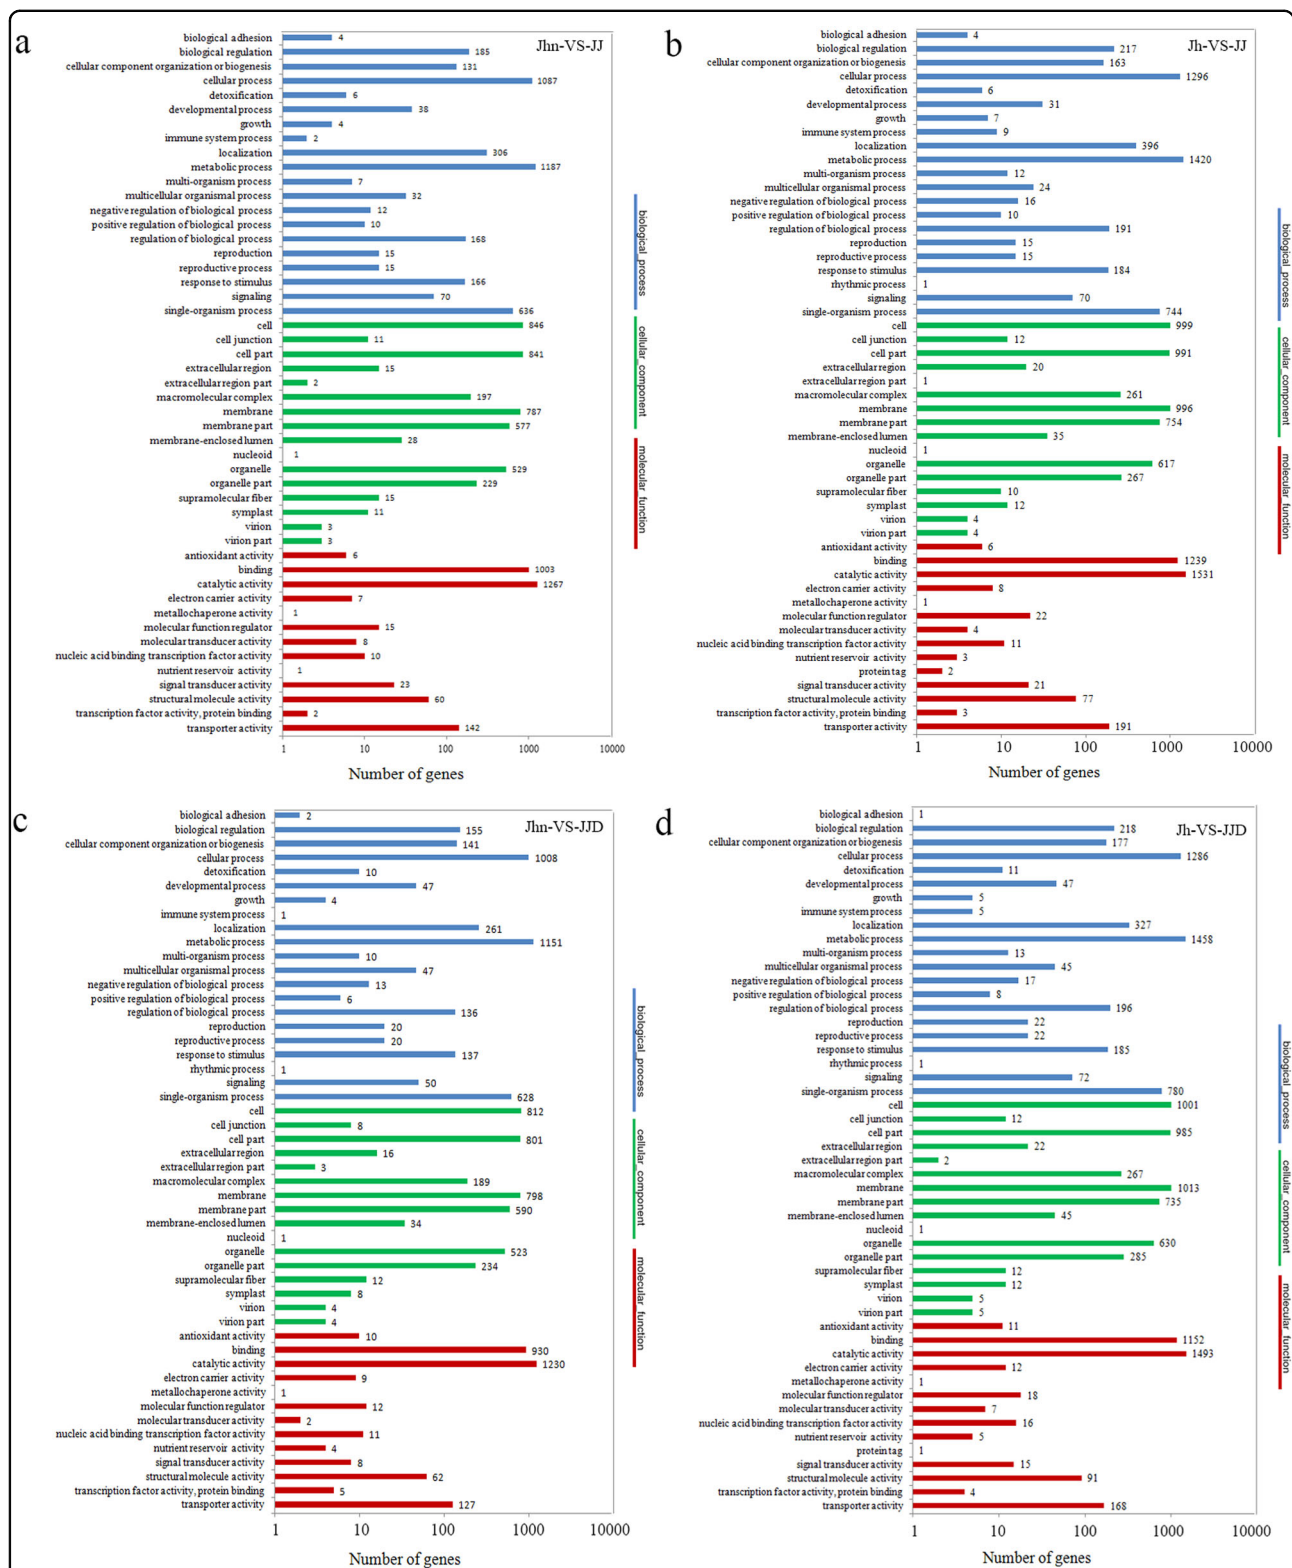 a
Jhn-VS-JJ
biological adhesion 4
biological regulation 185
cellular component organization or biogenesis 131
cellular process 1087
detoxification 6
developmental process 38
growth 4
immune system process 2
localization 306
metabolic process 1187
multi-organism process 7
multicellular organismal process 32
negative regulation of biological process 12
positive regulation of biological process 10
regulation of biological process 168
reproduction 15
reproductive process 15
response to stimulus 166
signaling 70
single-organism process 636
cell 846
cell junction 11
cell part 841
extracellular region 15
extracellular region part 2
macromolecular complex 197
membrane 787
membrane part 577
membrane-enclosed lumen 28
nucleoid 1
organelle 529
organelle part 229
supramolecular fiber 15
symplast 11
virion 3
virion part 3
antioxidant activity 6
binding 1003
catalytic activity 1267
electron carrier activity 7
metallochaperone activity 1
molecular function regulator 15
molecular transducer activity 8
nucleic acid binding transcription factor activity 10
nutrient reservoir activity 1
signal transducer activity 23
structural molecule activity 60
transcription factor activity, protein binding 2
transporter activity 142
1 10 100 1000 10000
Number of genes
biological_process
cellular_component
molecular_function
b
Jh-VS-JJ
biological adhesion 4
biological regulation 217
cellular component organization or biogenesis 163
cellular process 1296
detoxification 6
developmental process 31
growth 7
immune system process 9
localization 396
metabolic process 1420
multi-organism process 12
multicellular organismal process 24
negative regulation of biological process 16
positive regulation of biological process 10
regulation of biological process 191
reproduction 15
reproductive process 15
response to stimulus 184
rhythmic process 1
signaling 70
single-organism process 744
cell 999
cell junction 12
cell part 991
extracellular region 20
extracellular region part 1
macromolecular complex 261
membrane 996
membrane part 754
membrane-enclosed lumen 35
nucleoid 1
organelle 617
organelle part 267
supramolecular fiber 10
symplast 12
virion 4
virion part 4
antioxidant activity 6
binding 1239
catalytic activity 1531
electron carrier activity 8
metallochaperone activity 1
molecular function regulator 22
molecular transducer activity 4
nucleic acid binding transcription factor activity 11
nutrient reservoir activity 3
protein tag 2
signal transducer activity 21
structural molecule activity 77
transcription factor activity, protein binding 3
transporter activity 191
1 10 100 1000 10000
Number of genes
biological_process
cellular_component
molecular_function
c
Jhn-VS-JJD
biological adhesion 2
biological regulation 155
cellular component organization or biogenesis 141
cellular process 1008
detoxification 10
developmental process 47
growth 4
immune system process 1
localization 261
metabolic process 1151
multi-organism process 10
multicellular organismal process 47
negative regulation of biological process 13
positive regulation of biological process 6
regulation of biological process 136
reproduction 20
reproductive process 20
response to stimulus 137
rhythmic process 1
signaling 50
single-organism process 628
cell 812
cell junction 8
cell part 801
extracellular region 16
extracellular region part 3
macromolecular complex 189
membrane 798
membrane part 590
membrane-enclosed lumen 34
nucleoid 1
organelle 523
organelle part 234
supramolecular fiber 12
symplast 8
virion 4
virion part 4
antioxidant activity 10
binding 930
catalytic activity 1230
electron carrier activity 9
metallochaperone activity 1
molecular function regulator 12
molecular transducer activity 2
nucleic acid binding transcription factor activity 11
nutrient reservoir activity 4
signal transducer activity 8
structural molecule activity 62
transcription factor activity, protein binding 5
transporter activity 127
1 10 100 1000 10000
Number of genes
biological_process
cellular_component
molecular_function
d
Jh-VS-JJD
biological adhesion 1
biological regulation 218
cellular component organization or biogenesis 177
cellular process 1286
detoxification 11
developmental process 47
growth 5
immune system process 5
localization 327
metabolic process 1458
multi-organism process 13
multicellular organismal process 45
negative regulation of biological process 17
positive regulation of biological process 8
regulation of biological process 196
reproduction 22
reproductive process 22
response to stimulus 185
rhythmic process 1
signaling 72
single-organism process 780
cell 1001
cell junction 12
cell part 985
extracellular region 22
extracellular region part 2
macromolecular complex 267
membrane 1013
membrane part 735
membrane-enclosed lumen 45
nucleoid 1
organelle 630
organelle part 285
supramolecular fiber 12
symplast 12
virion 5
virion part 5
antioxidant activity 11
binding 1152
catalytic activity 1493
electron carrier activity 12
metallochaperone activity 1
molecular function regulator 18
molecular transducer activity 7
nucleic acid binding transcription factor activity 16
nutrient reservoir activity 5
protein tag 1
signal transducer activity 15
structural molecule activity 91
transcription factor activity, protein binding 4
transporter activity 168
1 10 100 1000 10000
Number of genes
biological_process
cellular_component
molecular_function